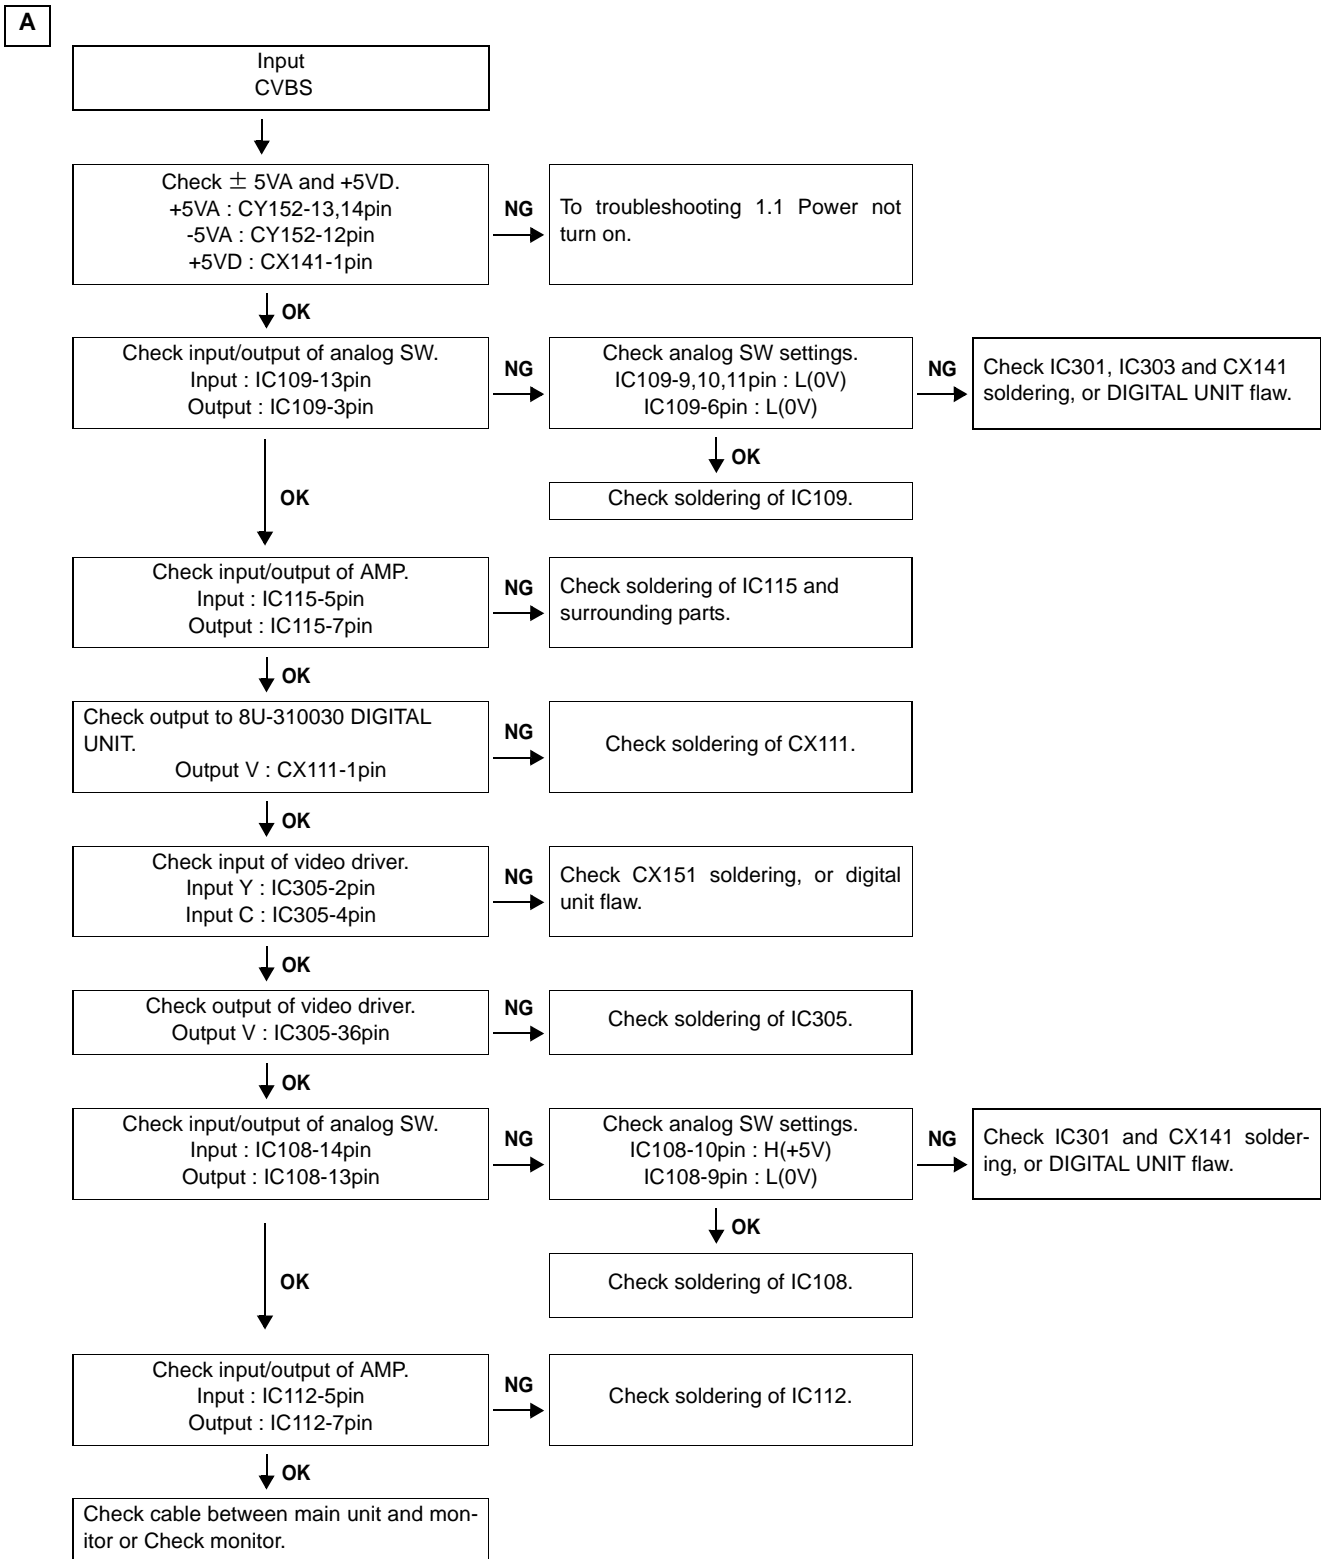 A
Input
CVBS
Check ± 5VA and +5VD.
+5VA : CY152-13,14pin
-5VA : CY152-12pin
+5VD : CX141-1pin
NG
To troubleshooting 1.1 Power not
turn on.
OK
Check input/output of analog SW.
Input : IC109-13pin
Output : IC109-3pin
NG
Check analog SW settings.
IC109-9,10,11pin : L(0V)
IC109-6pin : L(0V)
NG
Check IC301, IC303 and CX141
soldering, or DIGITAL UNIT flaw.
OK
Check soldering of IC109.
OK
Check input/output of AMP.
Input : IC115-5pin
Output : IC115-7pin
NG
Check soldering of IC115 and
surrounding parts.
OK
Check output to 8U-310030 DIGITAL
UNIT.
Output V : CX111-1pin
NG
Check soldering of CX111.
OK
Check input of video driver.
Input Y : IC305-2pin
Input C : IC305-4pin
NG
Check CX151 soldering, or digital
unit flaw.
OK
Check output of video driver.
Output V : IC305-36pin
NG
Check soldering of IC305.
OK
Check input/output of analog SW.
Input : IC108-14pin
Output : IC108-13pin
NG
Check analog SW settings.
IC108-10pin : H(+5V)
IC108-9pin : L(0V)
NG
Check IC301 and CX141 solder-
ing, or DIGITAL UNIT flaw.
OK
Check soldering of IC108.
OK
Check input/output of AMP.
Input : IC112-5pin
Output : IC112-7pin
NG
Check soldering of IC112.
OK
Check cable between main unit and mon-
itor or Check monitor.